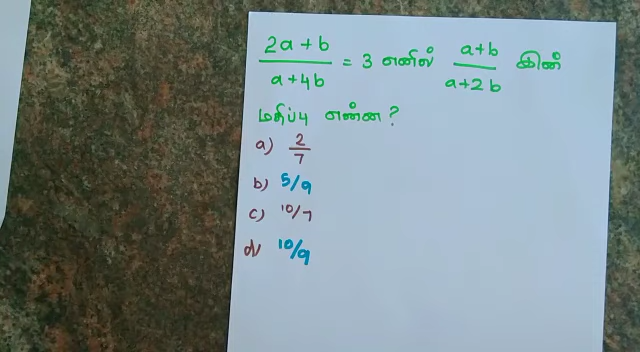 (2a + b)/(a + 4b) = 3 எனில் (a+b)/(a+2b) இன்
மதிப்பு என்ன ?
a) 2/7
b) 5/9
c) 10/7
d) 10/9